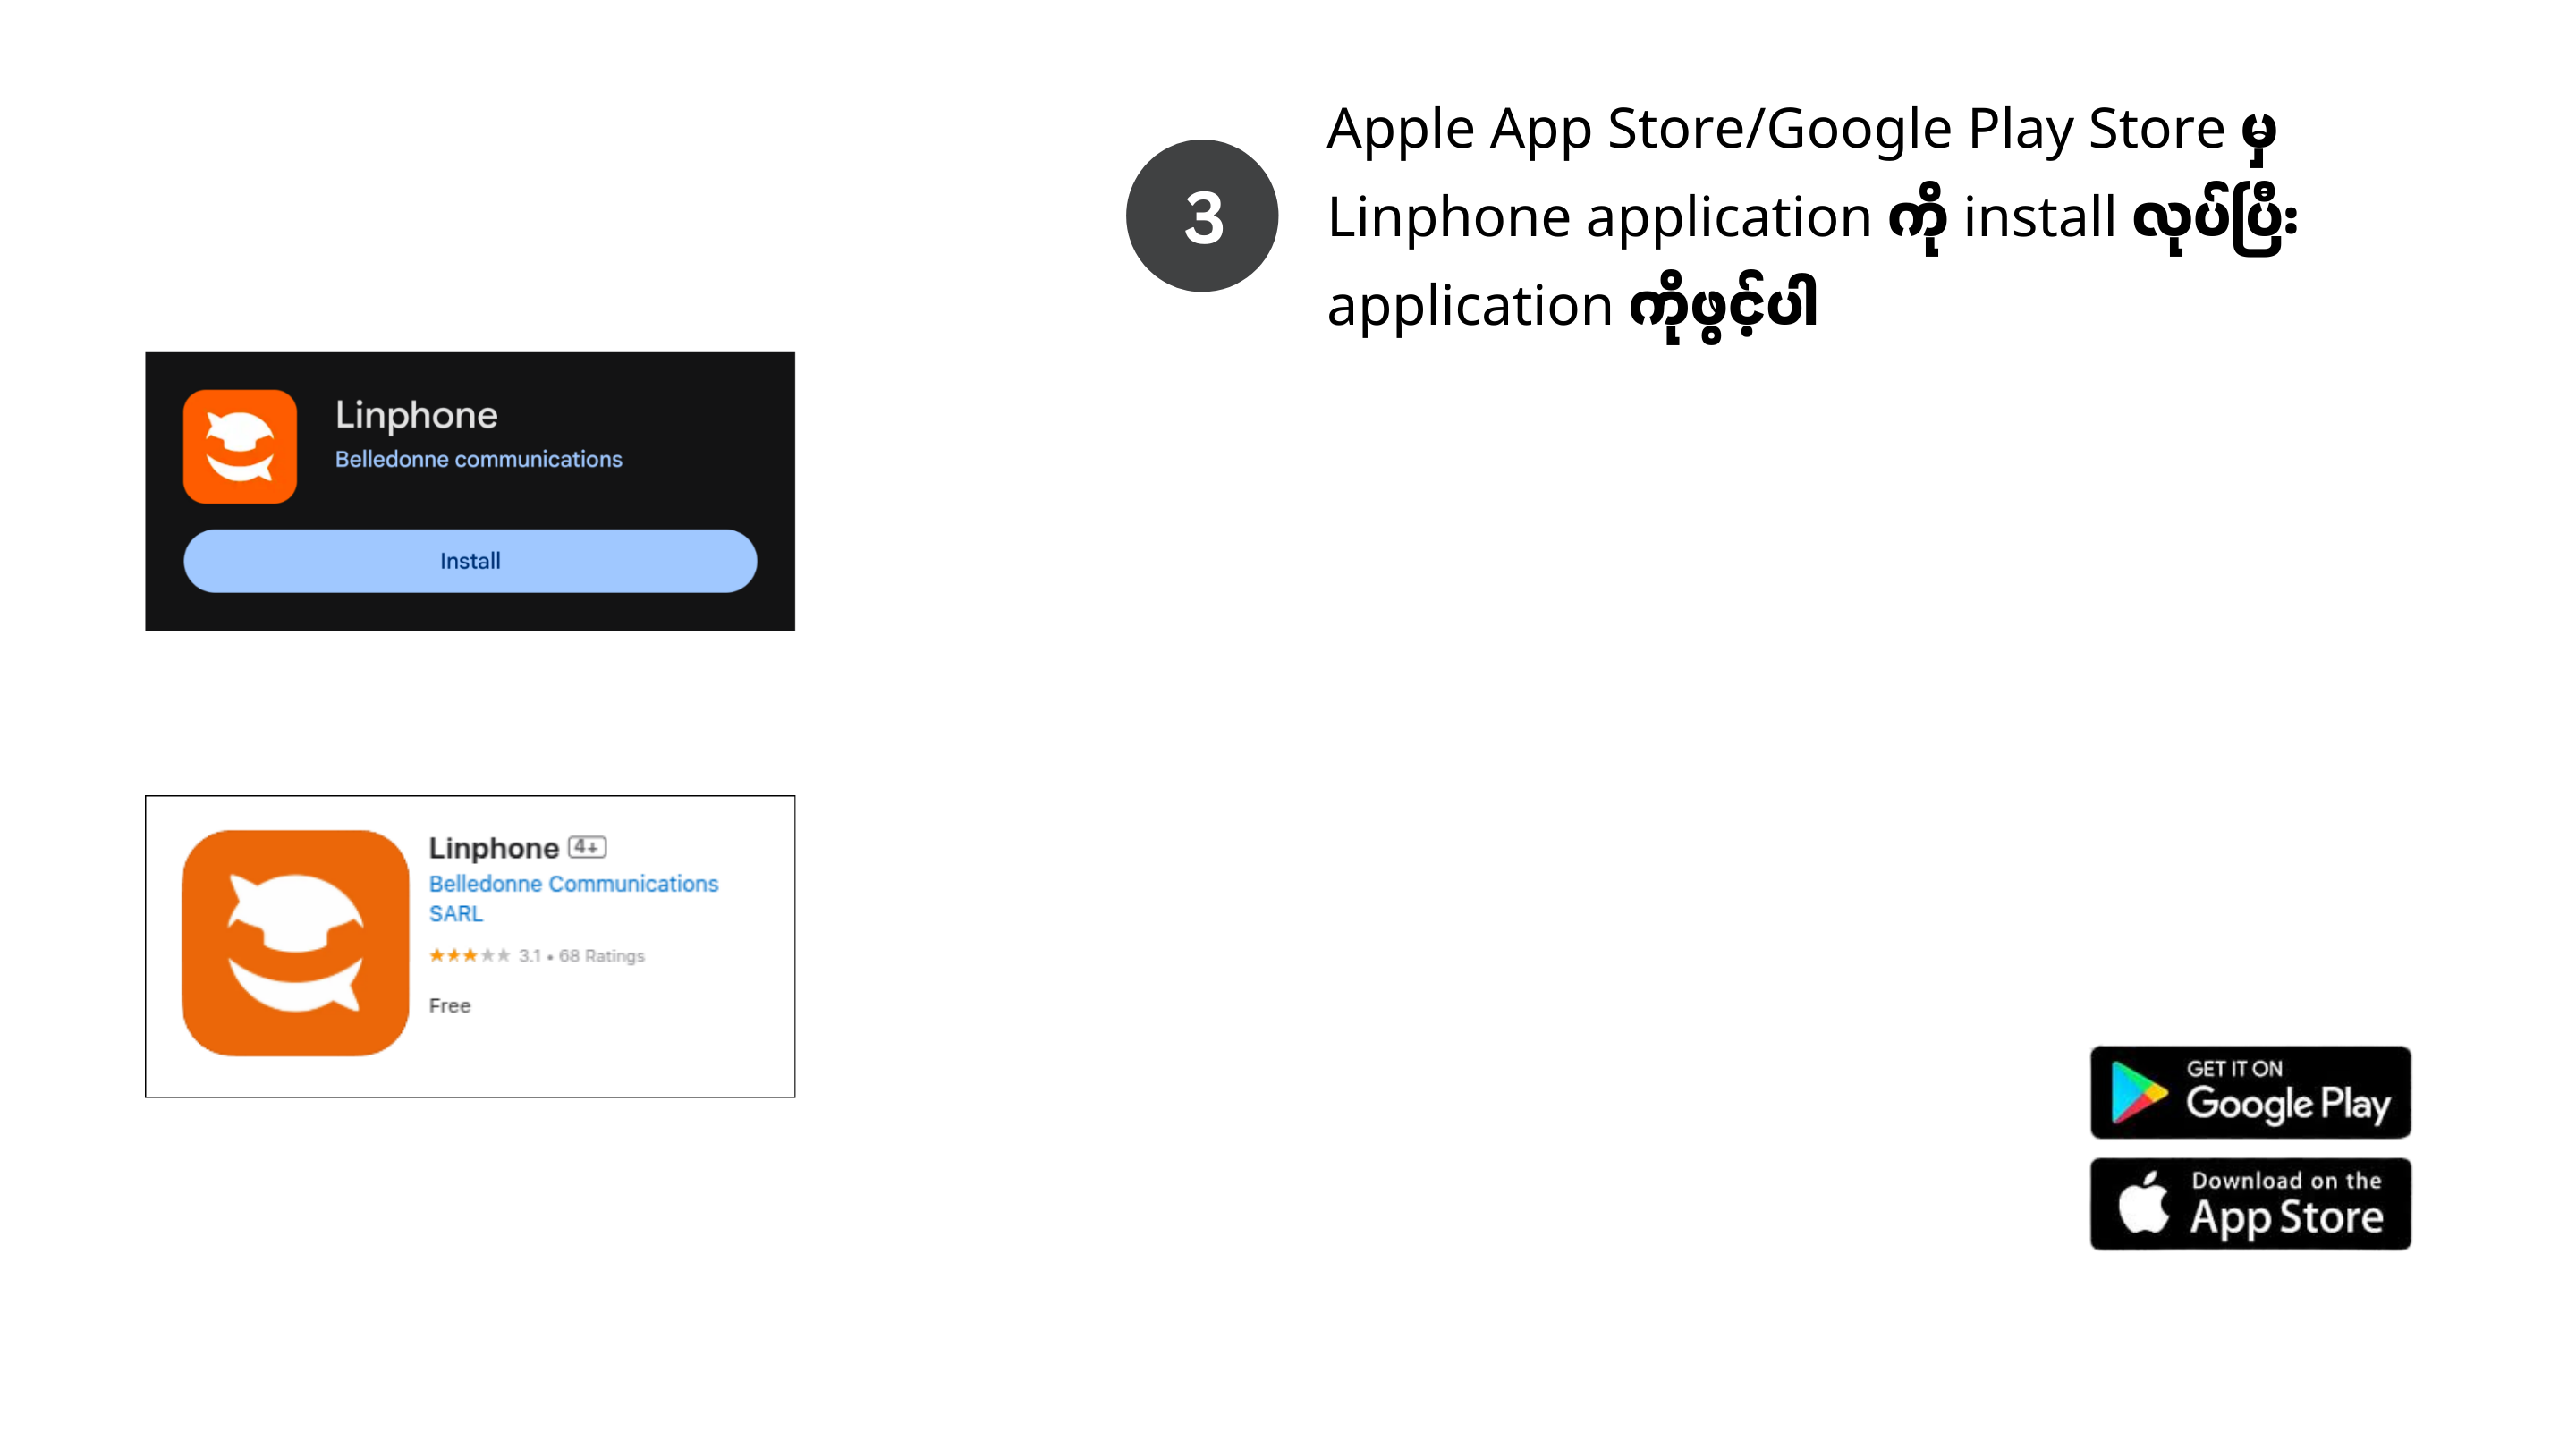 3
Apple App Store/Google Play Store မှ
Linphone application ကို install လုပ်ပြီး
application ကိုဖွင့်ပါ
Linphone
Belledonne communications
Install
Linphone 4+
Belledonne Communications
SARL
★★★★★ 3.1 • 68 Ratings
Free
GET IT ON
Google Play
Download on the
App Store